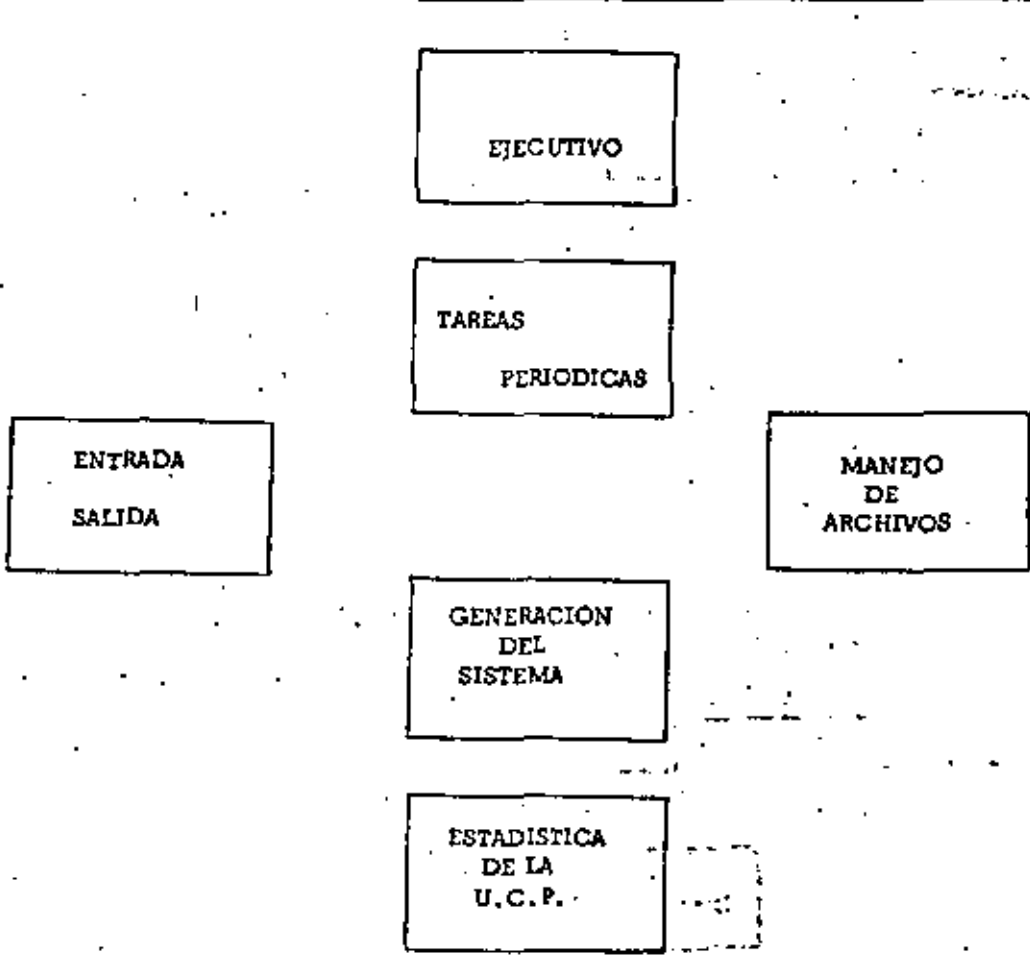 EJECUTIVO
TAREAS
PERIODICAS
ENTRADA
SALIDA
MANEJO
DE
ARCHIVOS
GENERACION
DEL
SISTEMA
ESTADISTICA
DE LA
U.C.P.